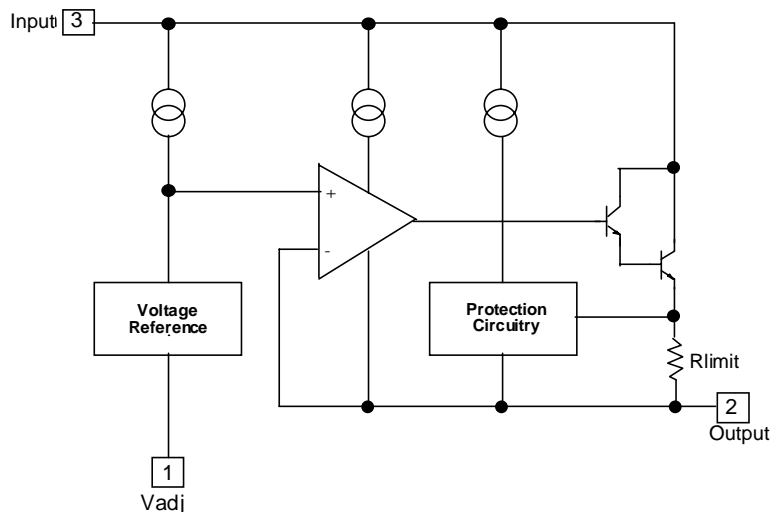 Input 3
+
-
Voltage
Reference
Protection
Circuitry
Rlimit
2
Output
1
Vadj